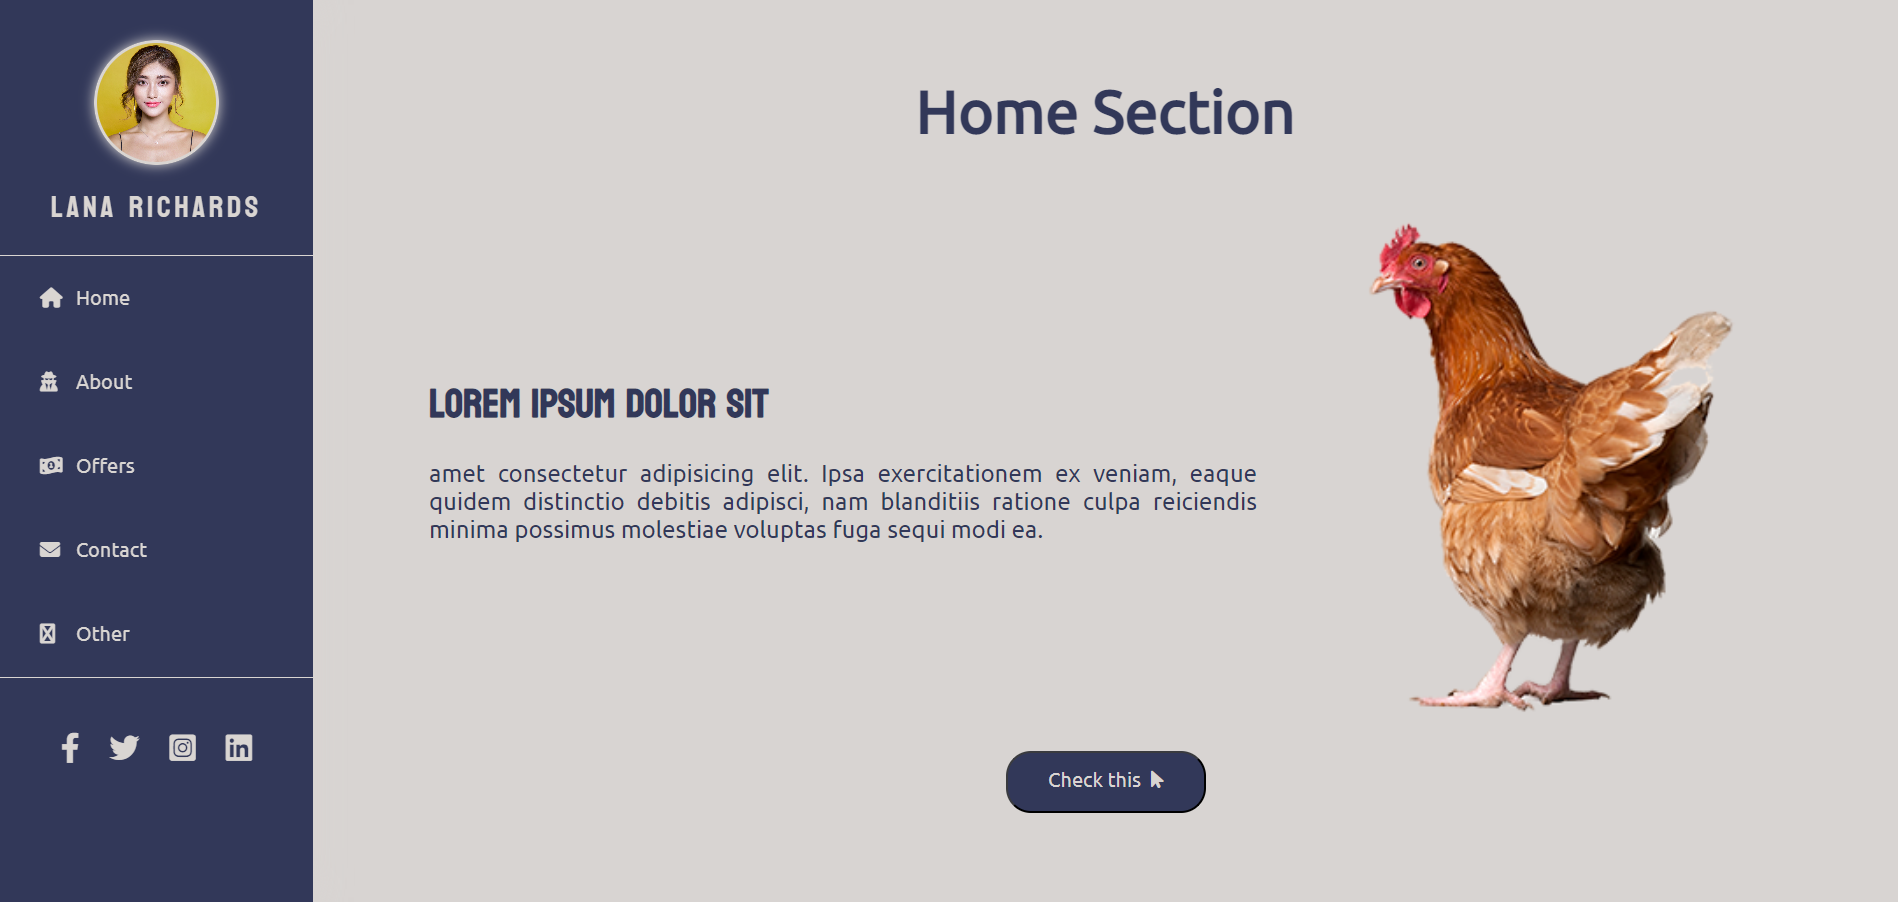 LANA RICHARDS
Home
About
Offers
Contact
Other
Home Section
LOREM IPSUM DOLOR SIT
amet consectetur adipisicing elit. Ipsa exercitationem ex veniam, eaque
quidem distinctio debitis adipisci, nam blanditiis ratione culpa reiciendis
minima possimus molestiae voluptas fuga sequi modi ea.
Check this